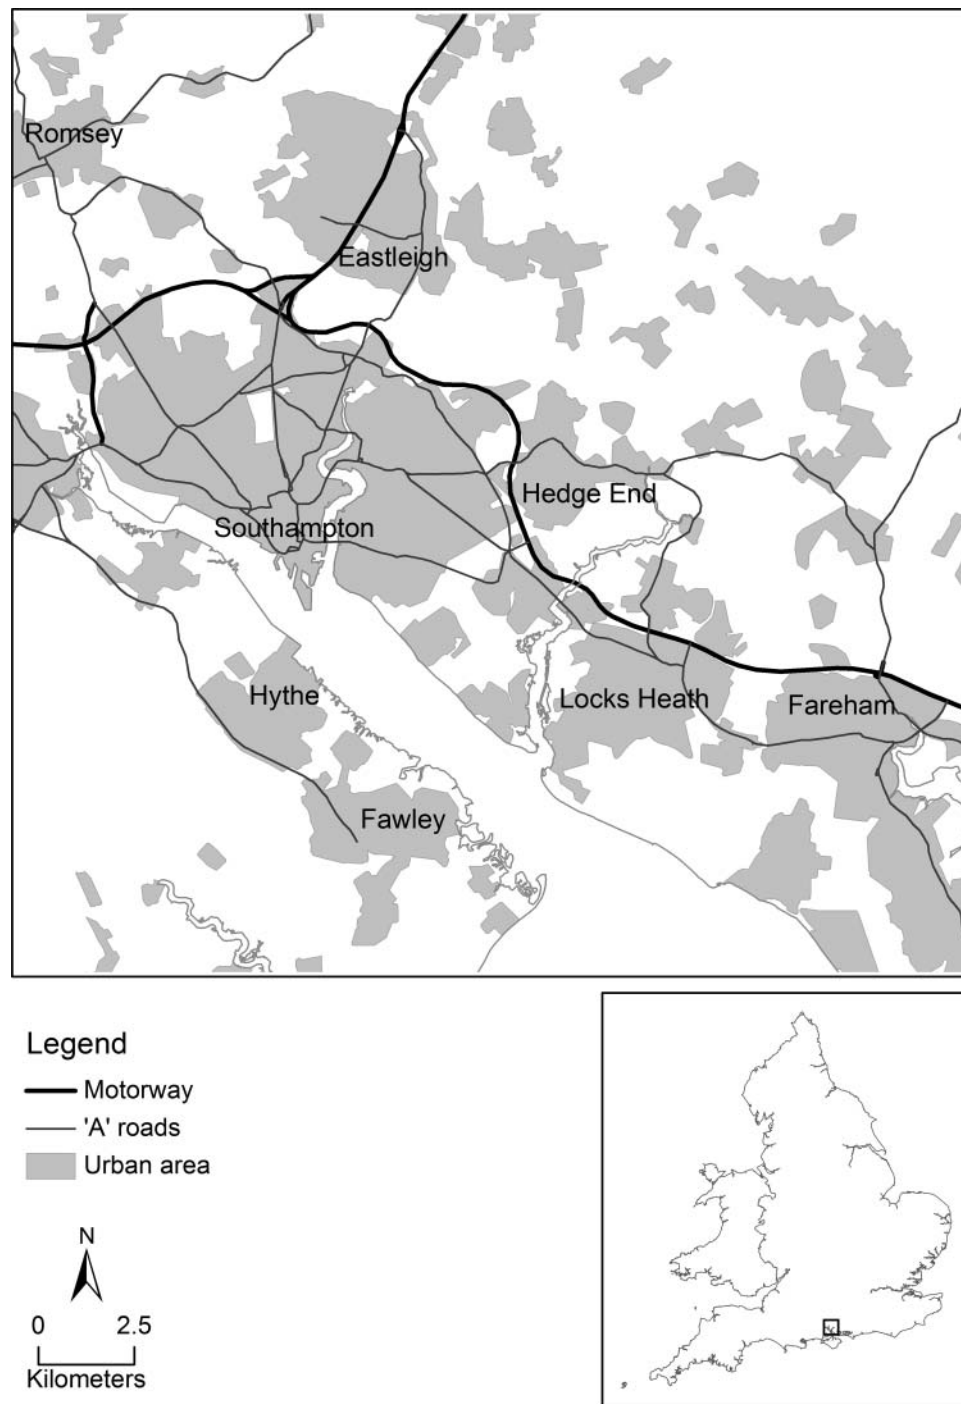 Romsey
Eastleigh
Hedge End
Southampton
Hythe
Locks Heath
Fareham
Fawley
Legend
Motorway
'A' roads
Urban area
N
0 2.5
Kilometers